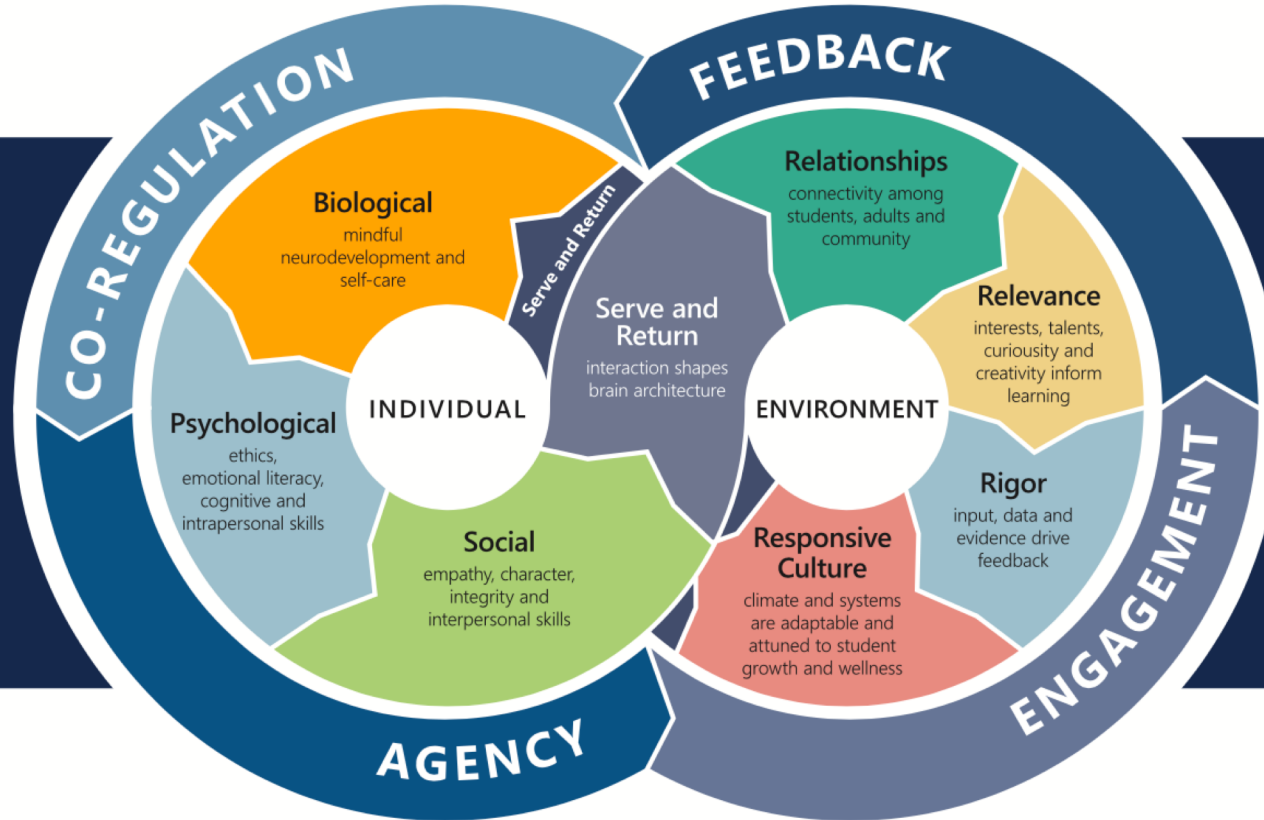 CO-REGULATION
FEEDBACK
Biological
mindful
neurodevelopment and
self-care
Serve and Return
Relationships
connectivity among
students, adults and
community
Serve and
Return
interaction shapes
brain architecture
Relevance
interests, talents,
curiousity and
creativity inform
learning
INDIVIDUAL
ENVIRONMENT
Psychological
ethics,
emotional literacy,
cognitive and
intrapersonal skills
Rigor
input, data and
evidence drive
feedback
Social
empathy, character,
integrity and
interpersonal skills
Responsive
Culture
climate and systems
are adaptable and
attuned to student
growth and wellness
AGENCY
ENGAGEMENT